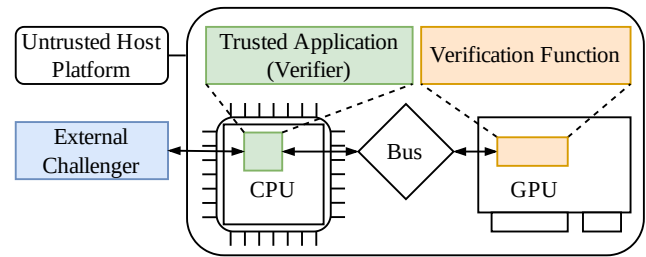 Untrusted Host
Platform
Trusted Application
(Verifier)
Verification Function
External
Challenger
CPU
Bus
GPU